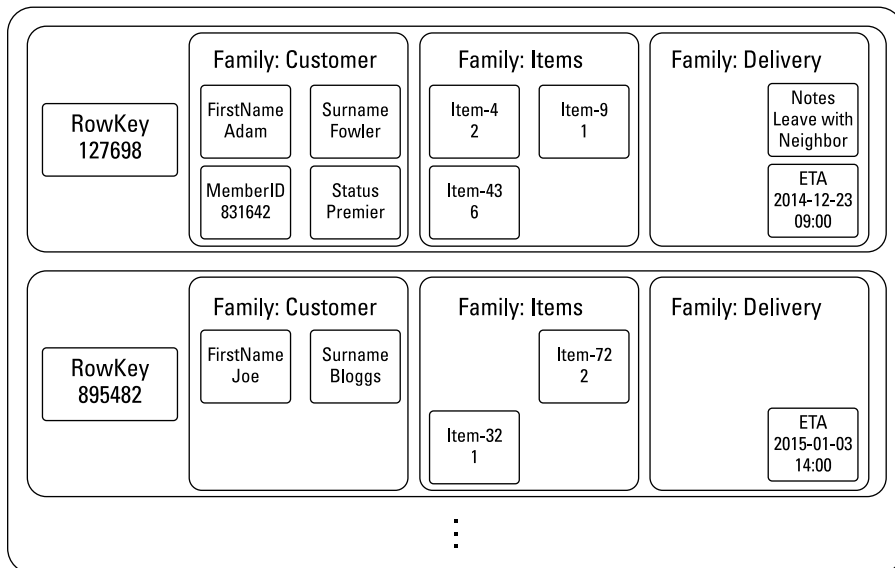 Family: Customer
Family: Items
Family: Delivery
RowKey
127698
FirstName
Adam
Surname
Fowler
MemberID
831642
Status
Premier
Item-4
2
Item-9
1
Item-43
6
Notes
Leave with
Neighbor
ETA
2014-12-23
09:00
Family: Customer
Family: Items
Family: Delivery
RowKey
895482
FirstName
Joe
Surname
Bloggs
Item-72
2
Item-32
1
ETA
2015-01-03
14:00